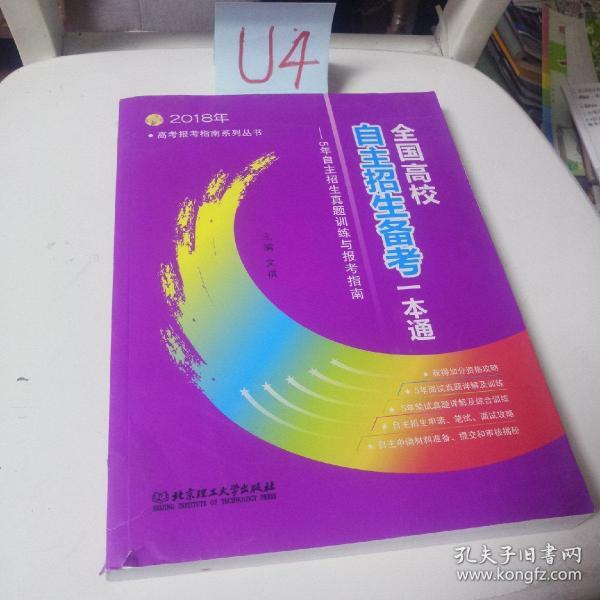 U4
2018年
•高考报考指南系列丛书
全国高校
自主招生备考一本通
——5年自主招生真题训练与报考指南
主编 文祺
★ 获得加分资格攻略
★ 5年面试真题详解及训练
★ 5年笔试真题详解及综合训练
★ 自主招生申请、笔试、面试攻略
★ 自主申请材料准备、提交和审核揭秘
北京理工大学出版社
BEIJING INSTITUTE OF TECHNOLOGY PRESS
孔夫子旧书网
www.kongfz.com